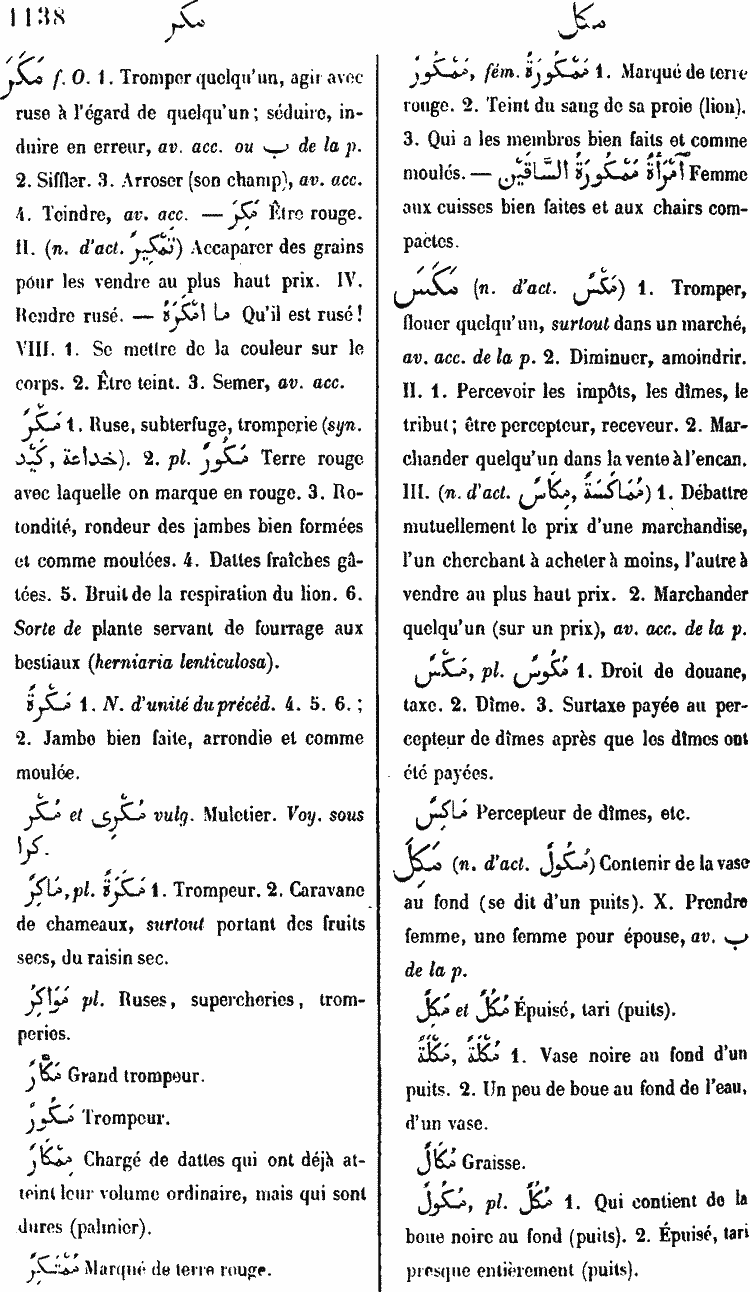 1138
مكر
مكل
مَكَرَ f. O. 1. Tromper quelqu'un, agir avec
ruse à l'égard de quelqu'un; séduire, in-
duire en erreur, av. acc. ou ب de la p.
2. Siffler. 3. Arroser (son champ), av. acc.
4. Teindre, av. acc. — مَكِرَ Être rouge.
II. (n. d'act. تَمْكِيرٌ) Accaparer des grains
pour les vendre au plus haut prix. IV.
Rendre rusé. — ما امْكَرَهُ Qu'il est rusé!
VIII. 1. Se mettre de la couleur sur le
corps. 2. Être teint. 3. Semer, av. acc.
مَكْرٌ 1. Ruse, subterfuge, tromperie (syn.
خداعة, كَيْد). 2. pl. مُكُورٌ Terre rouge
avec laquelle on marque en rouge. 3. Ro-
tondité, rondeur des jambes bien formées
et comme moulées. 4. Dattes fraîches gâ-
tées. 5. Bruit de la respiration du lion. 6.
Sorte de plante servant de fourrage aux
bestiaux (herniaria lenticulosa).
مَكْرَةٌ 1. N. d'unité du précéd. 4. 5. 6.;
2. Jambe bien faite, arrondie et comme
moulée.
مُكْرٍ et مُكْرِى vulg. Muletier. Voy. sous
كرا.
مَاكِرٌ, pl. مَكَرَةٌ 1. Trompeur. 2. Caravane
de chameaux, surtout portant des fruits
secs, du raisin sec.
مَوَاكِرُ pl. Ruses, supercheries, trom-
peries.
مَكَّارٌ Grand trompeur.
مَكُورٌ Trompeur.
مِمْكَارٌ Chargé de dattes qui ont déjà at-
teint leur volume ordinaire, mais qui sont
dures (palmier).
مُمْتَكِرٌ Marqué de terre rouge.
مَمْكُورٌ, fém. مَمْكُورَةٌ 1. Marqué de terre
rouge. 2. Teint du sang de sa proie (lion).
3. Qui a les membres bien faits et comme
moulés. — آمْرَأَةٌ مَمْكُورَةُ السَّاقَيْنِ Femme
aux cuisses bien faites et aux chairs com-
pactes.
مَكَسَ (n. d'act. مَكْسٌ) 1. Tromper,
flouer quelqu'un, surtout dans un marché,
av. acc. de la p. 2. Diminuer, amoindrir.
II. 1. Percevoir les impôts, les dîmes, le
tribut; être percepteur, receveur. 2. Mar-
chander quelqu'un dans la vente à l'encan.
III. (n. d'act. مُمَاكَسَةٌ, مِكَاسٌ) 1. Débattre
mutuellement le prix d'une marchandise,
l'un cherchant à acheter à moins, l'autre à
vendre au plus haut prix. 2. Marchander
quelqu'un (sur un prix), av. acc. de la p.
مَكْسٌ, pl. مُكُوسٌ 1. Droit de douane,
taxe. 2. Dîme. 3. Surtaxe payée au per-
cepteur de dîmes après que les dîmes ont
été payées.
مَاكِسٌ Percepteur de dîmes, etc.
مَكَلَ (n. d'act. مُكُولٌ) Contenir de la vase
au fond (se dit d'un puits). X. Prendre
femme, une femme pour épouse, av. ب
de la p.
مَكِلٌ et مُكُلٌ Épuisé, tari (puits).
مَكْلَةٌ, مُكْلَةٌ 1. Vase noire au fond d'un
puits. 2. Un peu de boue au fond de l'eau,
d'un vase.
مُكَالٌ Graisse.
مَكُولٌ, pl. مُكُلٌ 1. Qui contient de la
boue noire au fond (puits). 2. Épuisé, tari
presque entièrement (puits).